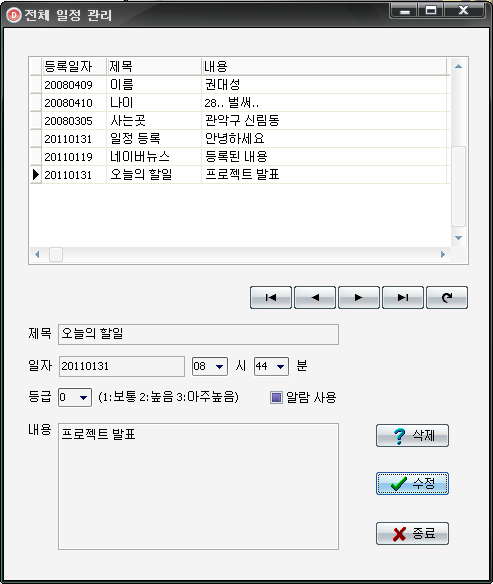 전체 일정 관리
등록일자 제목 내용
20080409 이름 권대성
20080410 나이 28.. 벌써..
20080305 사는곳 관악구 신림동
20110131 일정 등록 안녕하세요
20110119 네이버뉴스 등록된 내용
20110131 오늘의 할일 프로젝트 발표
제목 오늘의 할일
일자 20110131 08 시 44 분
등급 0 (1:보통 2:높음 3:아주높음) 알람 사용
내용 프로젝트 발표
삭제
수정
종료